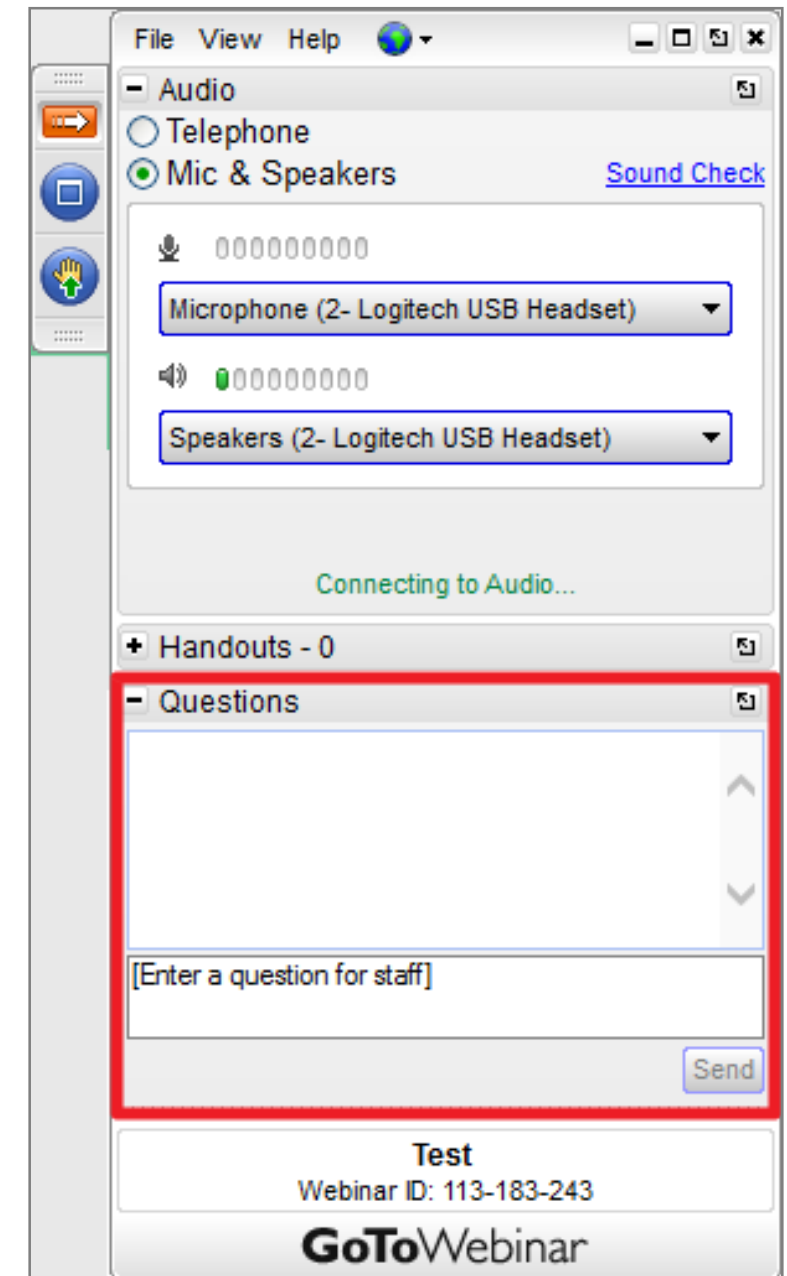 File View Help
Audio
Telephone
Mic & Speakers Sound Check
Microphone (2- Logitech USB Headset)
Speakers (2- Logitech USB Headset)
Connecting to Audio...
Handouts - 0
Questions
[Enter a question for staff]
Send
Test
Webinar ID: 113-183-243
GoToWebinar